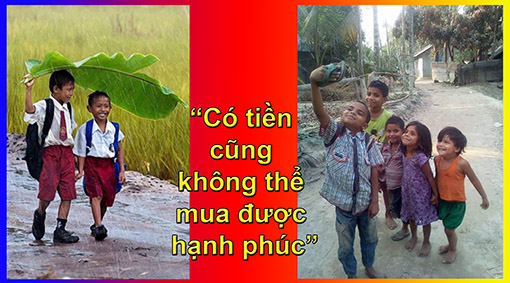 “Có tiền
cũng
không thể
mua được
hạnh phúc”